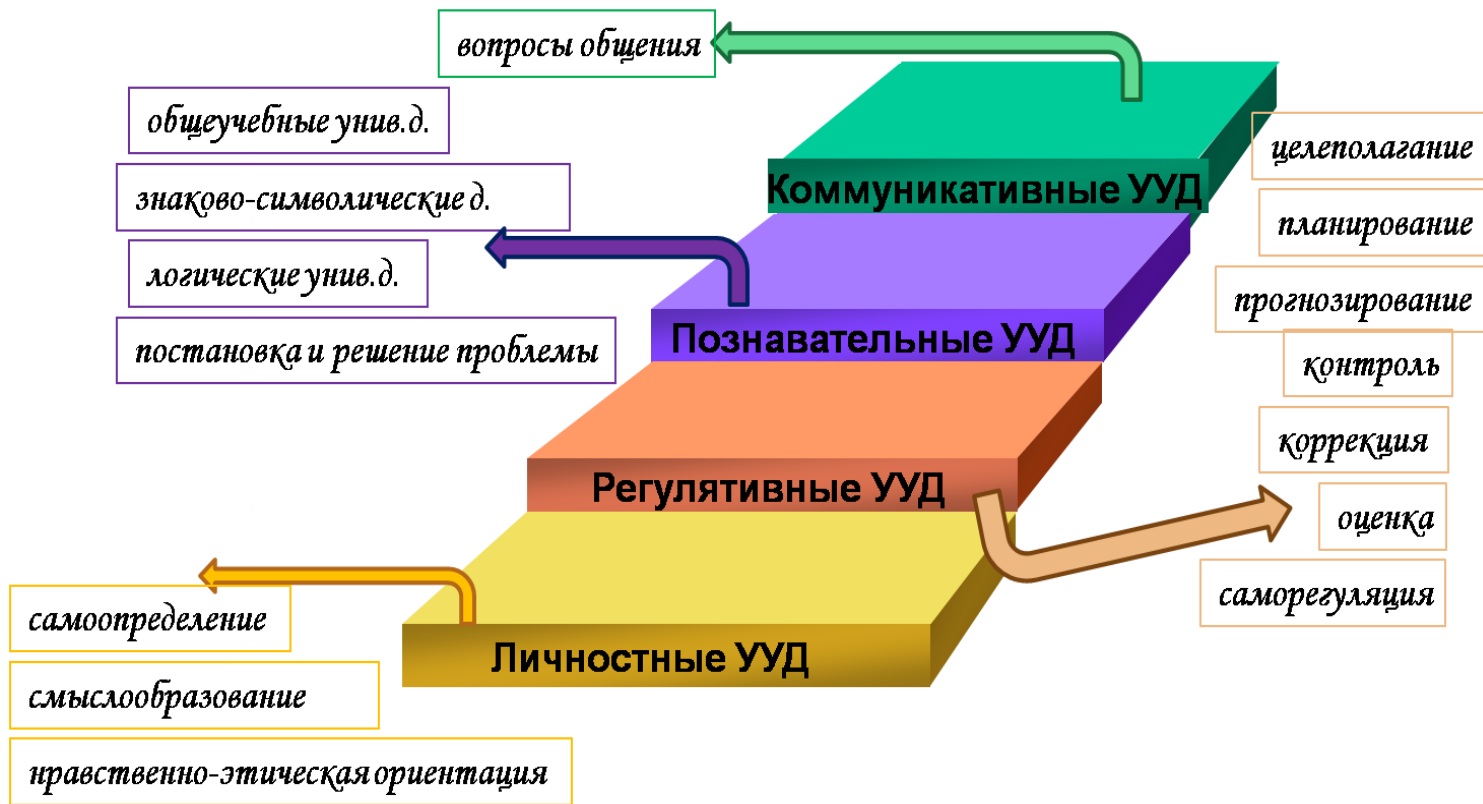 вопросы общения
общеучебные унив.д.
знаково-символические д.
логические унив.д.
постановка и решение проблемы
Коммуникативные УУД
Познавательные УУД
Регулятивные УУД
Личностные УУД
целеполагание
планирование
прогнозирование
контроль
коррекция
оценка
саморегуляция
самоопределение
смыслообразование
нравственно-этическая ориентация